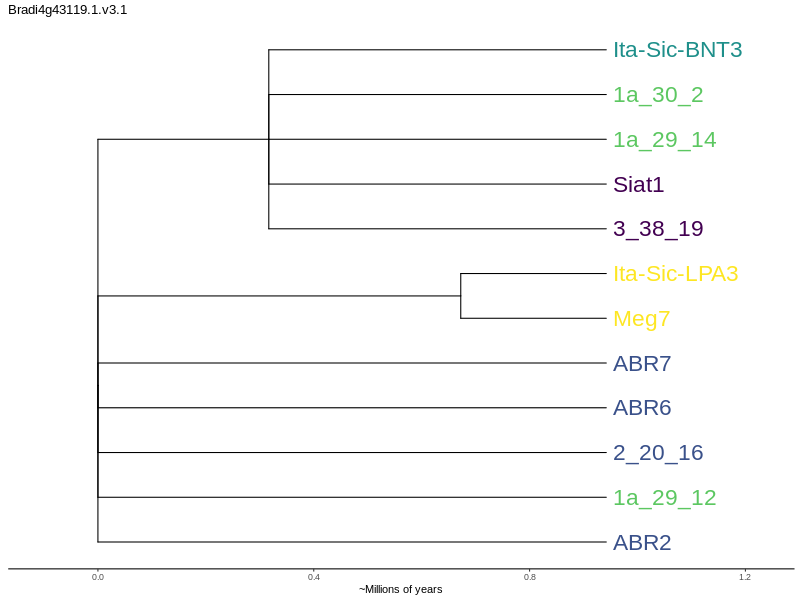 Bradi4g43119.1.v3.1
Ita-Sic-BNT3
1a_30_2
1a_29_14
Siat1
3_38_19
Ita-Sic-LPA3
Meg7
ABR7
ABR6
2_20_16
1a_29_12
ABR2
0.0 0.4 0.8 1.2
~Millions of years